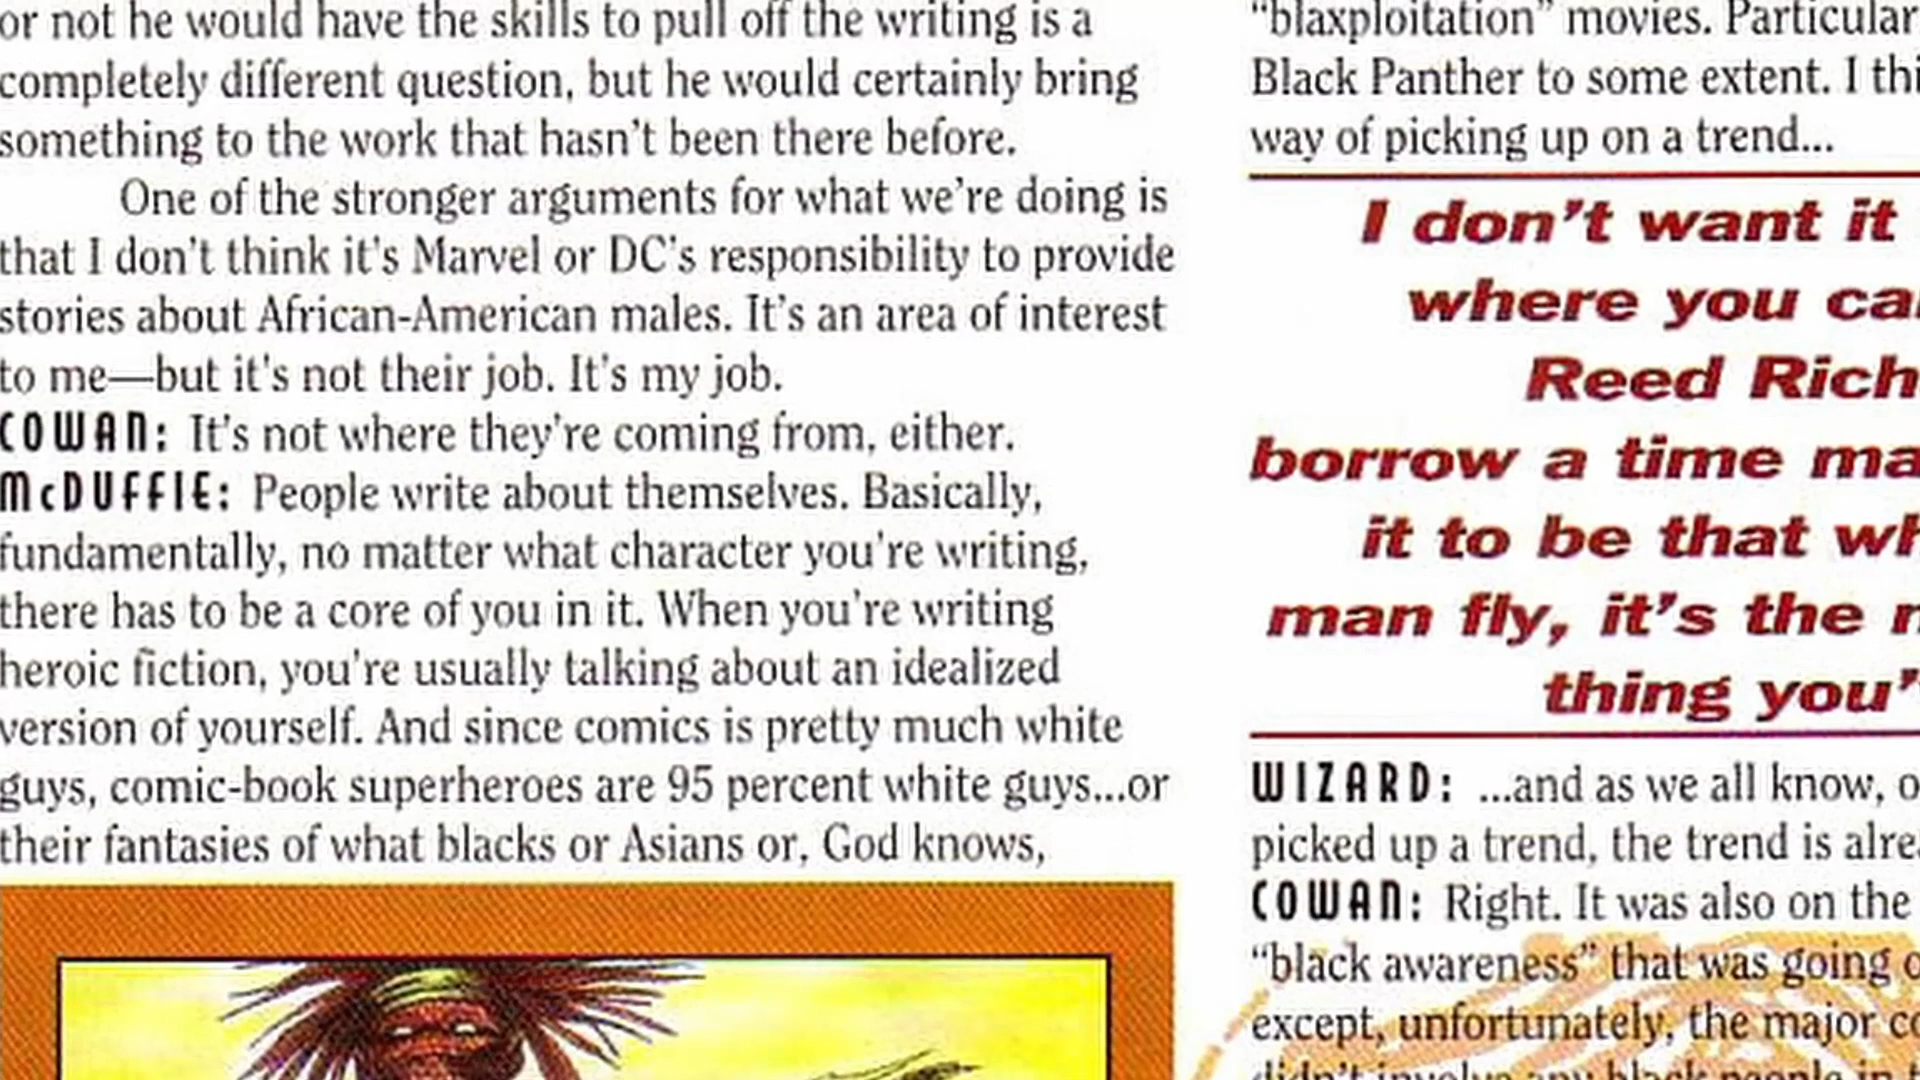 or not he would have the skills to pull off the writing is a
completely different question, but he would certainly bring
something to the work that hasn't been there before.
One of the stronger arguments for what we're doing is
that I don't think it's Marvel or DC's responsibility to provide
stories about African-American males. It's an area of interest
to me—but it's not their job. It's my job.
COWAN: It's not where they're coming from, either.
McDUFFIE: People write about themselves. Basically,
fundamentally, no matter what character you're writing,
there has to be a core of you in it. When you're writing
heroic fiction, you're usually talking about an idealized
version of yourself. And since comics is pretty much white
guys, comic-book superheroes are 95 percent white guys...or
their fantasies of what blacks or Asians or, God knows,
"blaxploitation" movies. Particular
Black Panther to some extent. I thi
way of picking up on a trend...
I don't want it
where you ca
Reed Rich
borrow a time ma
it to be that wh
man fly, it's the
thing you'
WIZARD: ...and as we all know, o
picked up a trend, the trend is alre
COWAN: Right. It was also on the
"black awareness" that was going o
except, unfortunately, the major co
didn't involve any black people in t